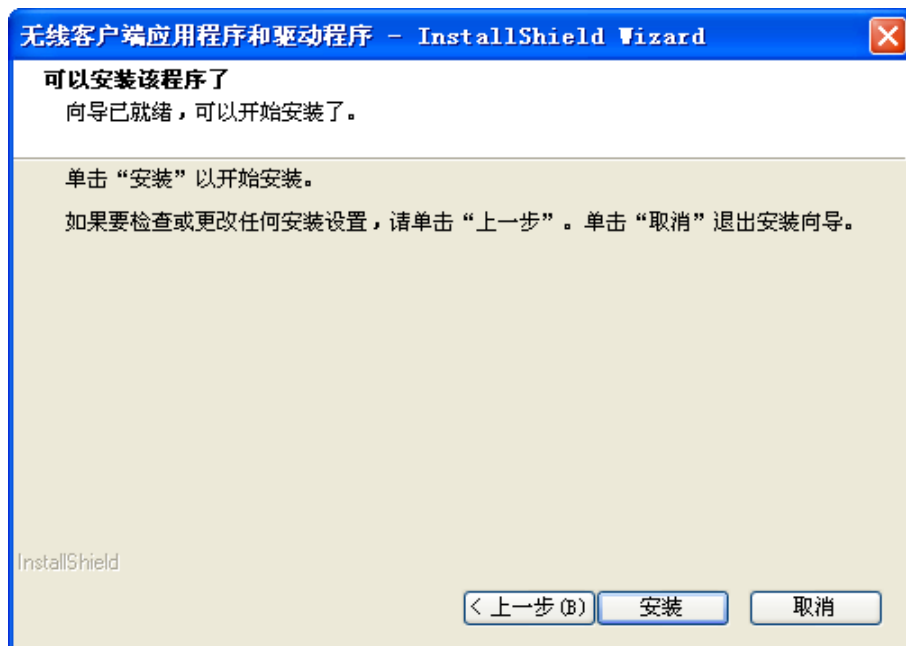 无线客户端应用程序和驱动程序 - InstallShield Wizard
可以安装该程序了
向导已就绪，可以开始安装了。
单击“安装”以开始安装。
如果要检查或更改任何安装设置，请单击“上一步”。单击“取消”退出安装向导。
InstallShield
< 上一步(B) 安装 取消